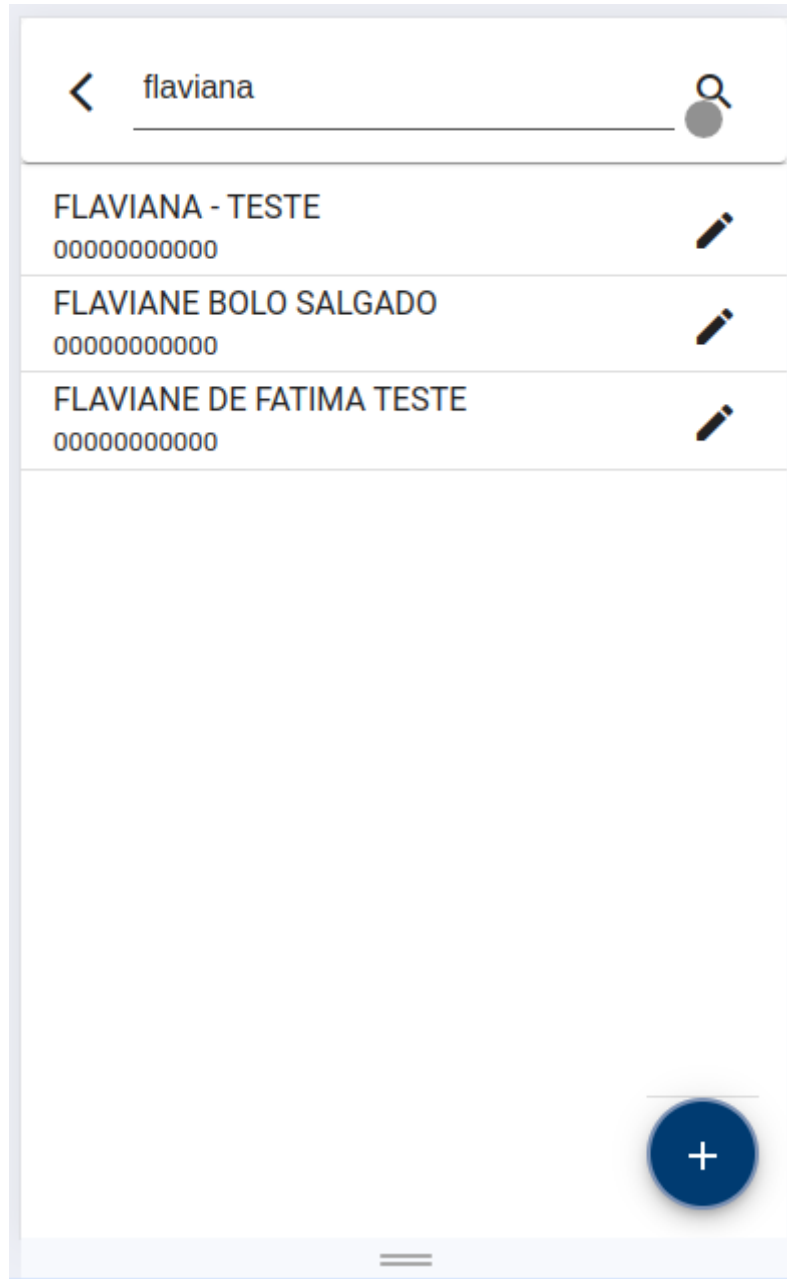 flaviana
FLAVIANA - TESTE
00000000000
FLAVIANE BOLO SALGADO
00000000000
FLAVIANE DE FATIMA TESTE
00000000000